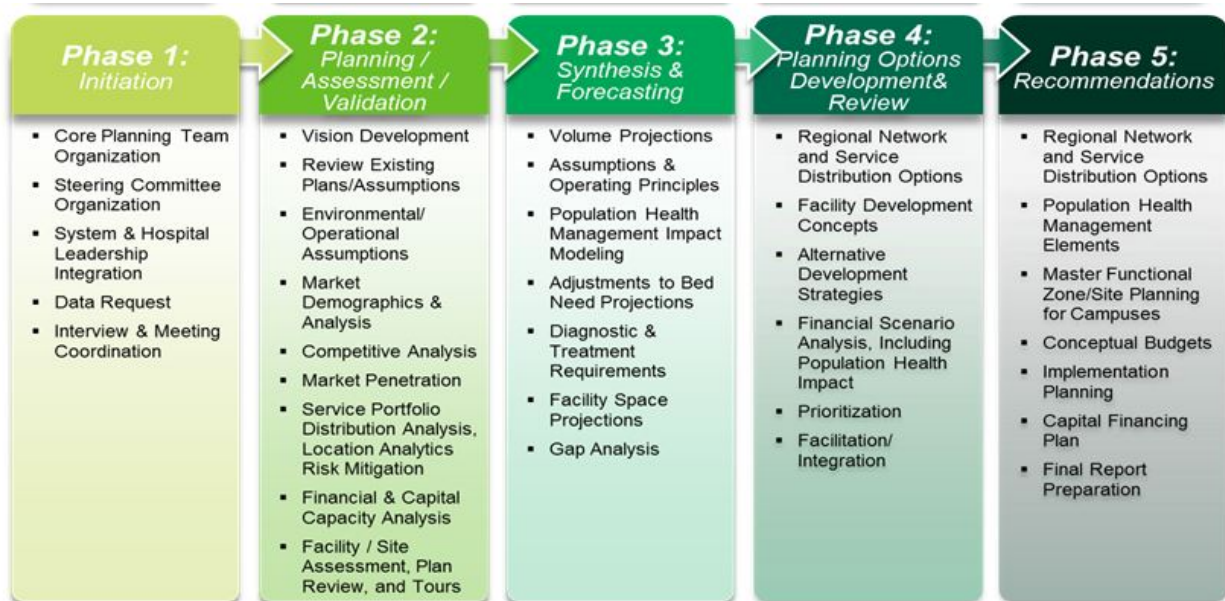 Phase 1:
Initiation
Core Planning Team
Organization
Steering Committee
Organization
System & Hospital
Leadership
Integration
Data Request
Interview & Meeting
Coordination
Phase 2:
Planning /
Assessment /
Validation
Vision Development
Review Existing
Plans/Assumptions
Environmental/
Operational
Assumptions
Market
Demographics &
Analysis
Competitive Analysis
Market Penetration
Service Portfolio
Distribution Analysis,
Location Analytics
Risk Mitigation
Financial & Capital
Capacity Analysis
Facility / Site
Assessment, Plan
Review, and Tours
Phase 3:
Synthesis &
Forecasting
Volume Projections
Assumptions &
Operating Principles
Population Health
Management Impact
Modeling
Adjustments to Bed
Need Projections
Diagnostic &
Treatment
Requirements
Facility Space
Projections
Gap Analysis
Phase 4:
Planning Options
Development&
Review
Regional Network
and Service
Distribution Options
Facility Development
Concepts
Alternative
Development
Strategies
Financial Scenario
Analysis, Including
Population Health
Impact
Prioritization
Facilitation/
Integration
Phase 5:
Recommendations
Regional Network
and Service
Distribution Options
Population Health
Management
Elements
Master Functional
Zone/Site Planning
for Campuses
Conceptual Budgets
Implementation
Planning
Capital Financing
Plan
Final Report
Preparation